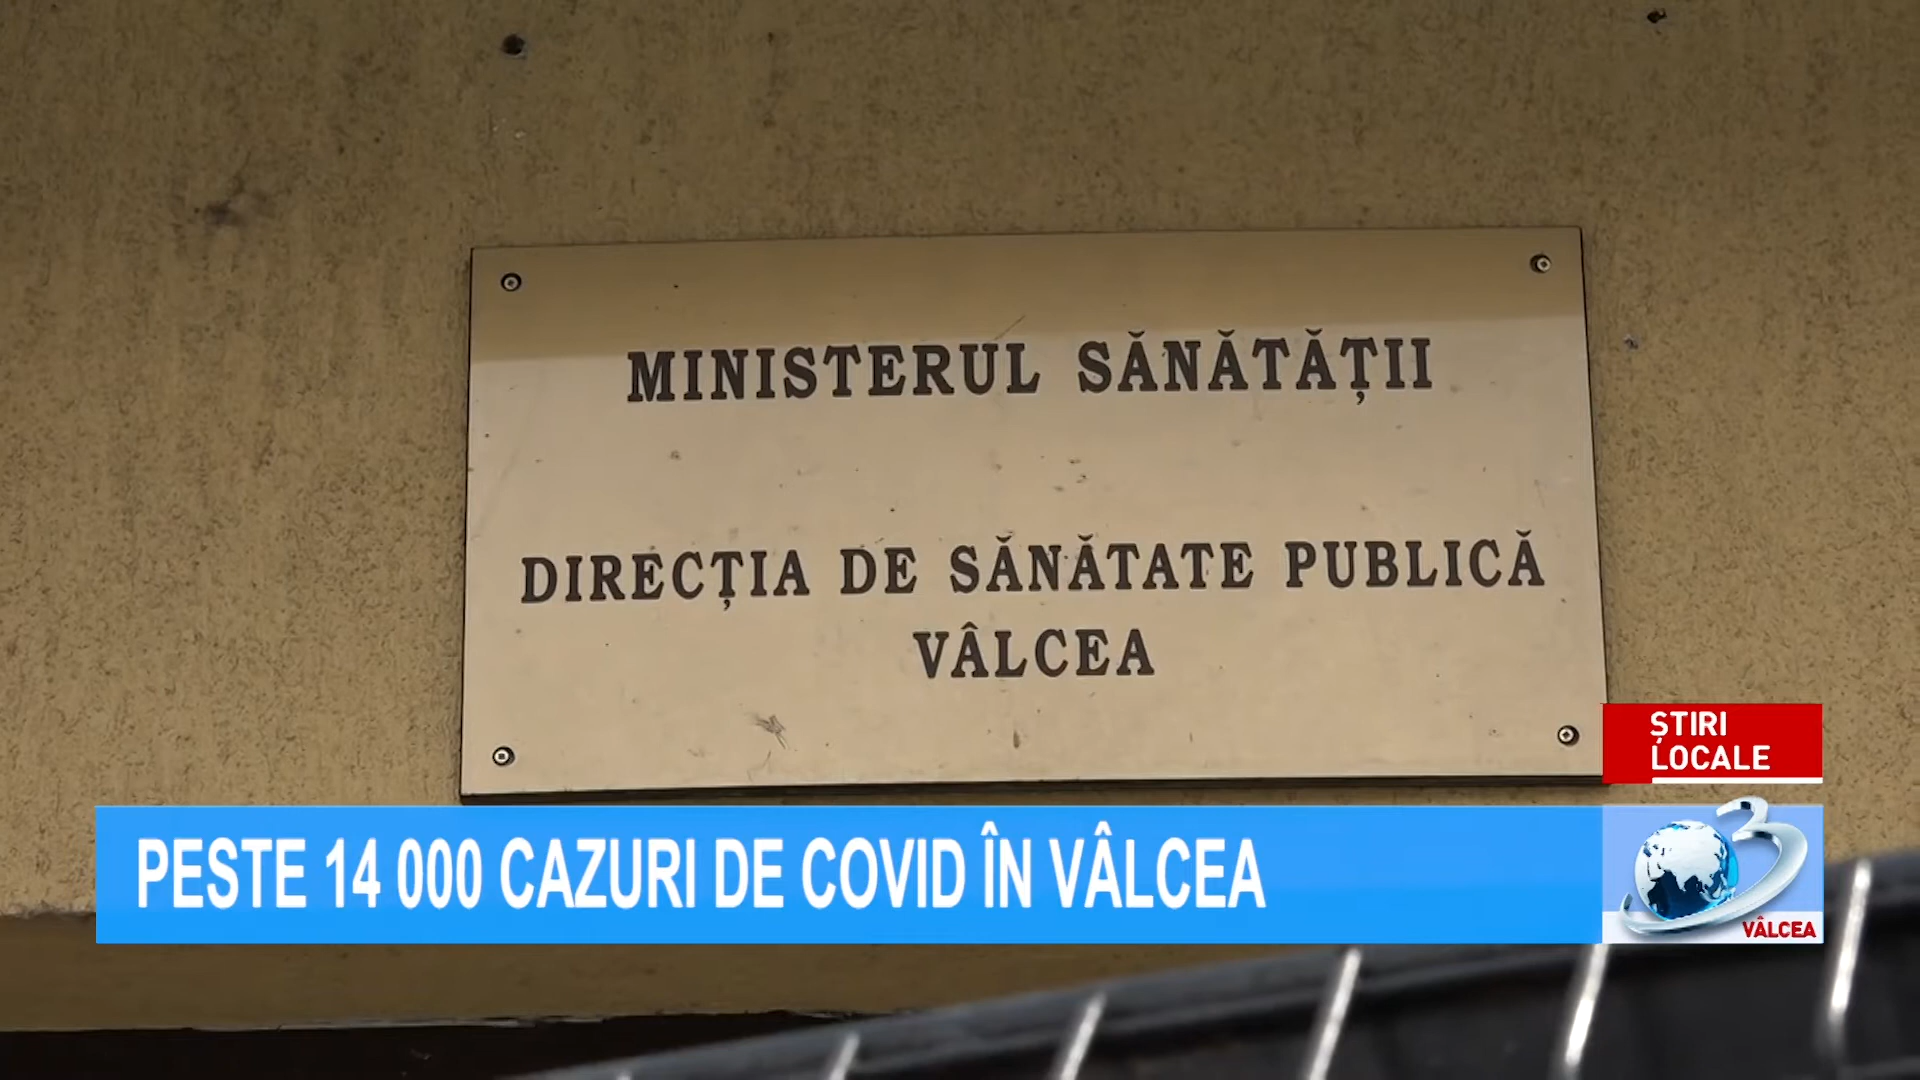 MINISTERUL SĂNĂTĂȚII
DIRECȚIA DE SĂNĂTATE PUBLICĂ
VÂLCEA
ȘTIRI
LOCALE
PESTE 14 000 CAZURI DE COVID ÎN VÂLCEA
3
VÂLCEA